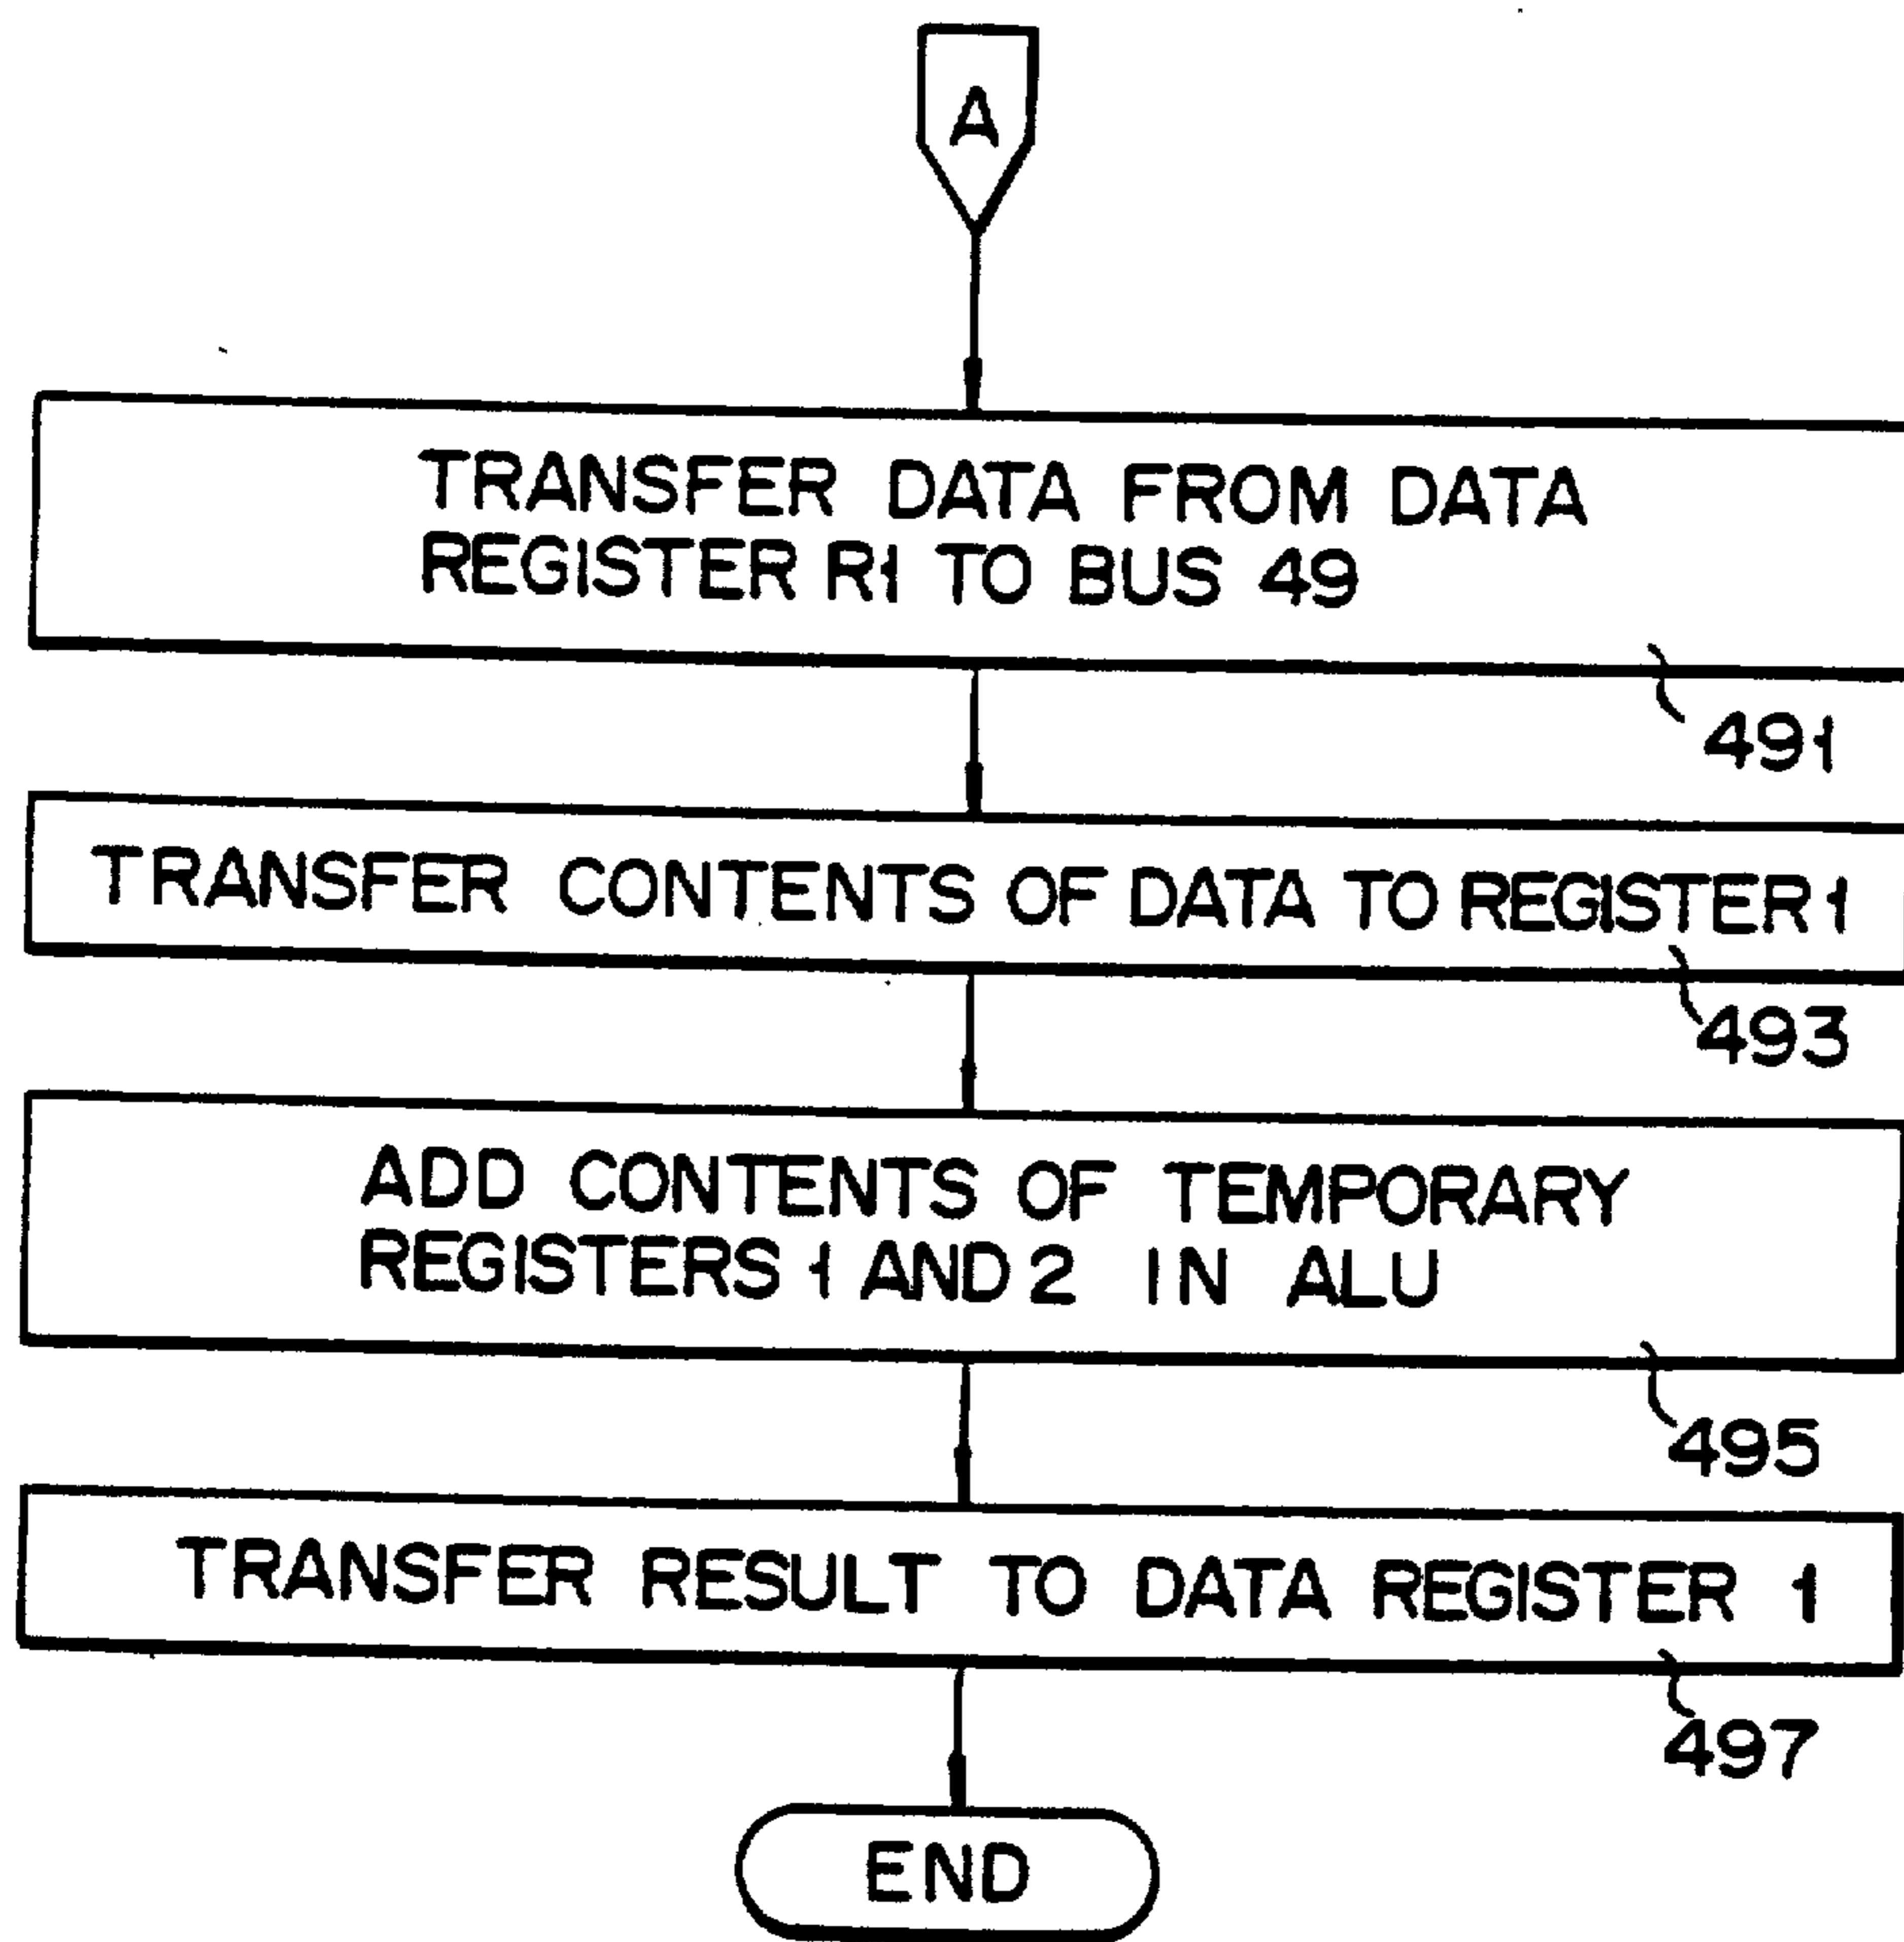 A
TRANSFER DATA FROM DATA
REGISTER R1 TO BUS 49
491
TRANSFER CONTENTS OF DATA TO REGISTER 1
493
ADD CONTENTS OF TEMPORARY
REGISTERS 1 AND 2 IN ALU
495
TRANSFER RESULT TO DATA REGISTER 1
497
END